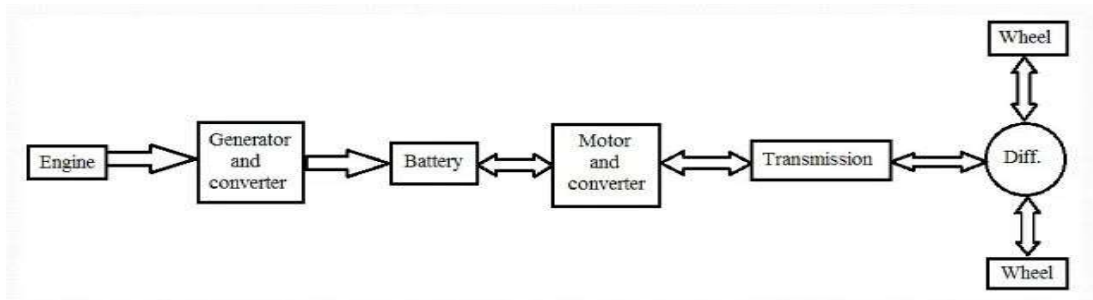 Wheel
Engine
Generator
and
converter
Battery
Motor
and
converter
Transmission
Diff.
Wheel